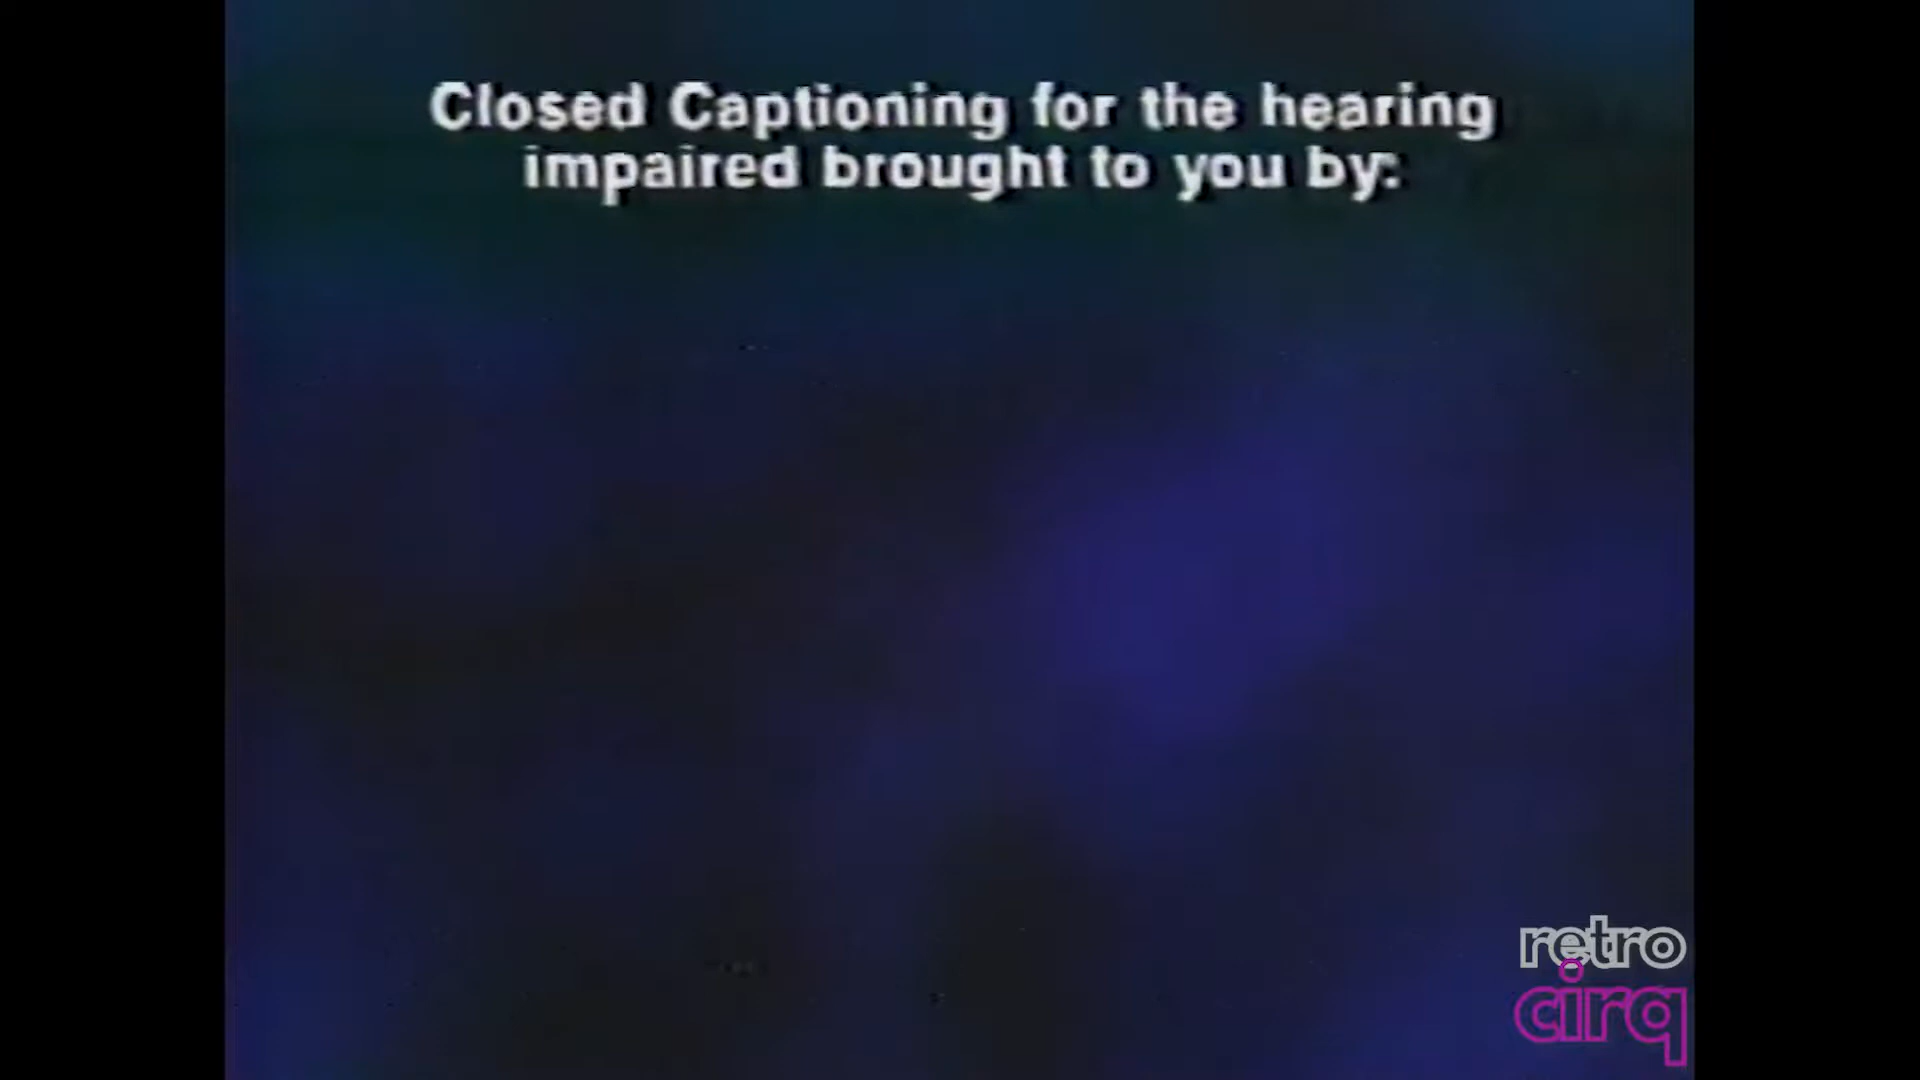 Closed Captioning for the hearing
impaired brought to you by:
retro
cirq